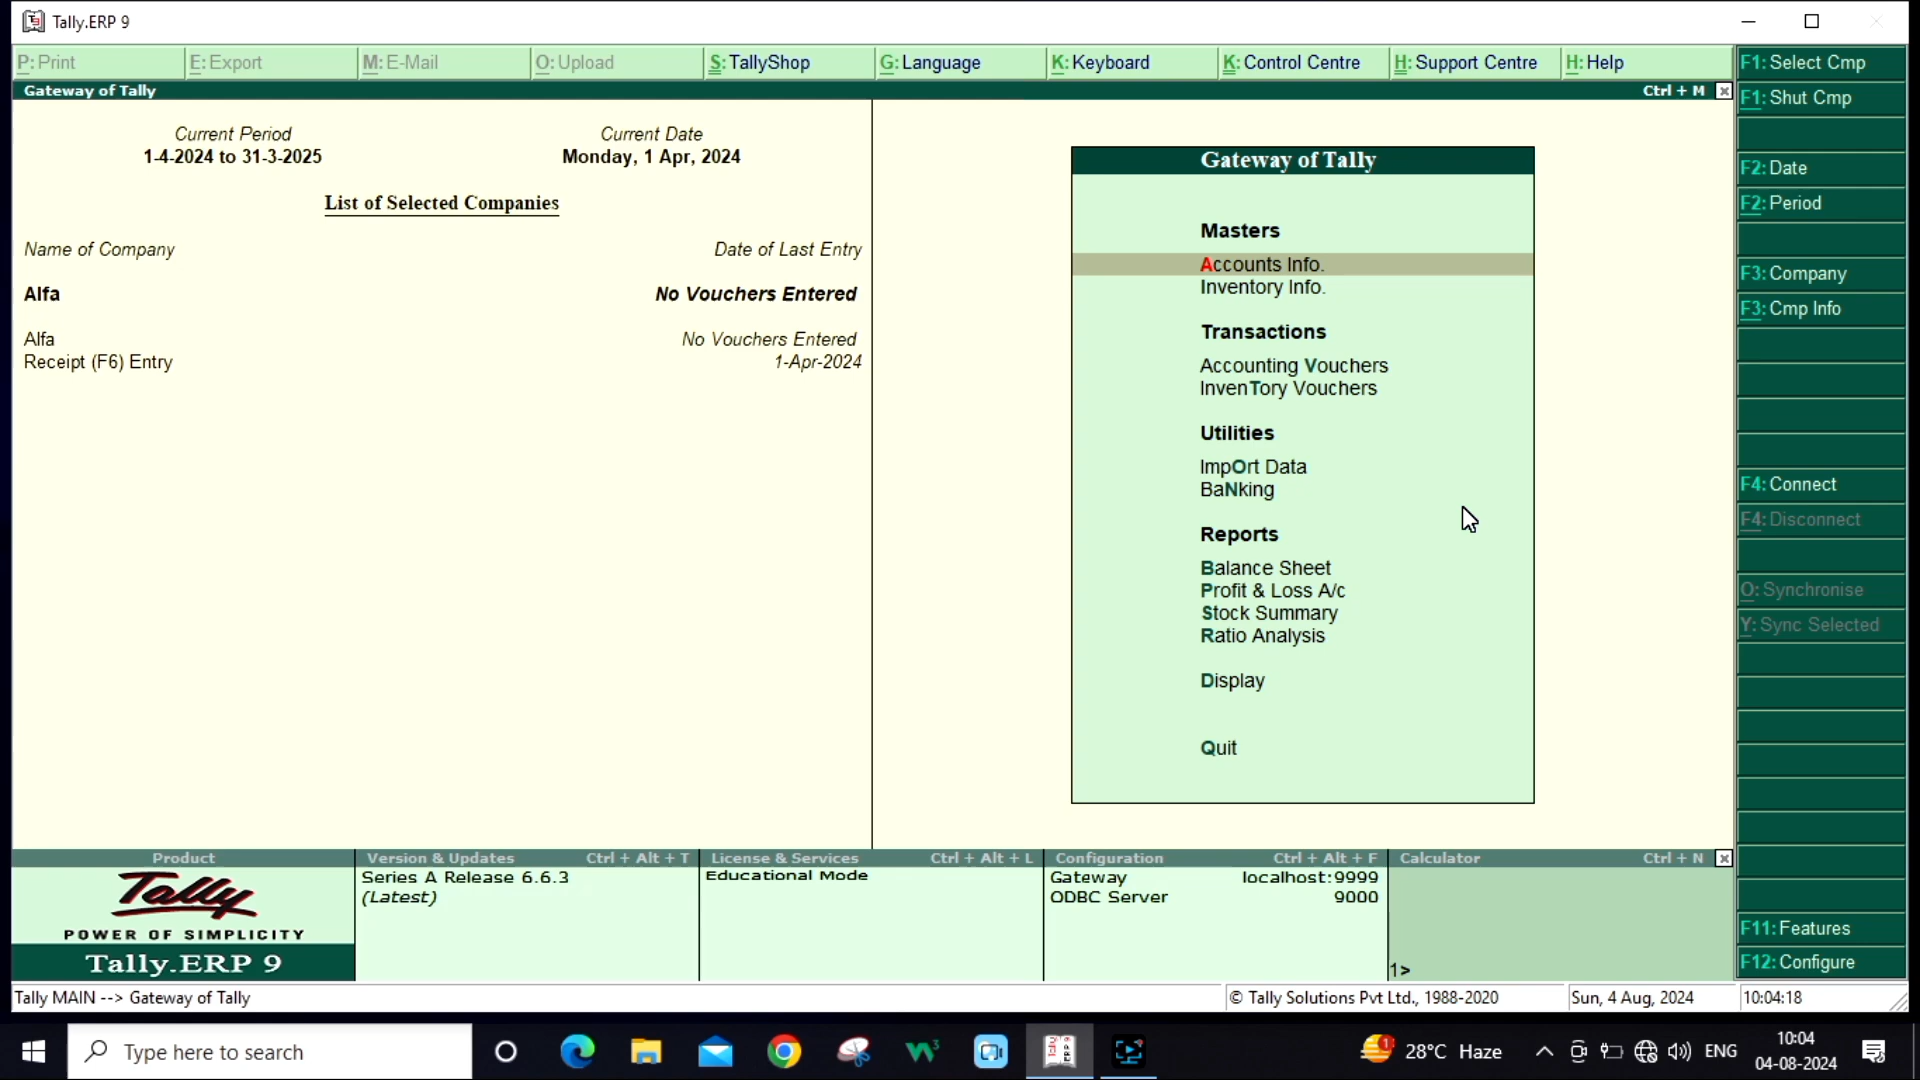 Tally.ERP 9
P: Print
E: Export
M: E-Mail
O: Upload
S: TallyShop
G: Language
K: Keyboard
K: Control Centre
H: Support Centre
H: Help
Gateway of Tally
Ctrl + M
Current Period
1-4-2024 to 31-3-2025
Current Date
Monday, 1 Apr, 2024
List of Selected Companies
Name of Company
Date of Last Entry
Alfa
No Vouchers Entered
Alfa
No Vouchers Entered
Receipt (F6) Entry
1-Apr-2024
Gateway of Tally
Masters
Accounts Info.
Inventory Info.
Transactions
Accounting Vouchers
InvenTory Vouchers
Utilities
ImpOrt Data
BaNking
Reports
Balance Sheet
Profit & Loss A/c
Stock Summary
Ratio Analysis
Display
Quit
F1: Select Cmp
F1: Shut Cmp
F2: Date
F2: Period
F3: Company
F3: Cmp Info
F4: Connect
F4: Disconnect
O: Synchronise
Y: Sync Selected
F11: Features
F12: Configure
Product
Tally
POWER OF SIMPLICITY
Tally.ERP 9
Version & Updates
Ctrl + Alt + T
Series A Release 6.6.3
(Latest)
License & Services
Ctrl + Alt + L
Educational Mode
Configuration
Ctrl + Alt + F
Gateway
localhost:9999
ODBC Server
9000
Calculator
Ctrl + N
1>
Tally MAIN --> Gateway of Tally
© Tally Solutions Pvt Ltd., 1988-2020
Sun, 4 Aug, 2024
10:04:18
Type here to search
28°C Haze
ENG
10:04
04-08-2024